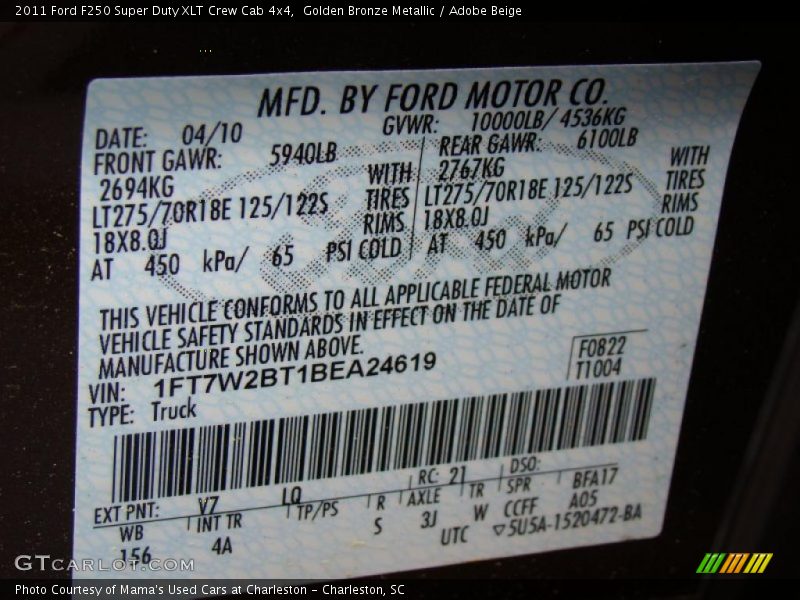 2011 Ford F250 Super Duty XLT Crew Cab 4x4, Golden Bronze Metallic / Adobe Beige
MFD. BY FORD MOTOR CO.
DATE: 04/10 GVWR: 10000LB/ 4536KG
FRONT GAWR: 5940LB REAR GAWR: 6100LB
2694KG WITH 2767KG WITH
LT275/70R18E 125/122S TIRES LT275/70R18E 125/122S TIRES
18X8.0J RIMS 18X8.0J RIMS
AT 450 kPa/ 65 PSI COLD AT 450 kPa/ 65 PSI COLD
THIS VEHICLE CONFORMS TO ALL APPLICABLE FEDERAL MOTOR
VEHICLE SAFETY STANDARDS IN EFFECT ON THE DATE OF
MANUFACTURE SHOWN ABOVE.
F0822
VIN: 1FT7W2BT1BEA24619 T1004
TYPE: Truck
EXT PNT: V7 LQ RC: 21 DSO:
WB INT TR TP/PS R AXLE TR SPR BFA17
156 4A S 3J W CCFF A05
UTC ▽5U5A-1520472-BA
GTCarLot.com
Photo Courtesy of Mama's Used Cars at Charleston - Charleston, SC